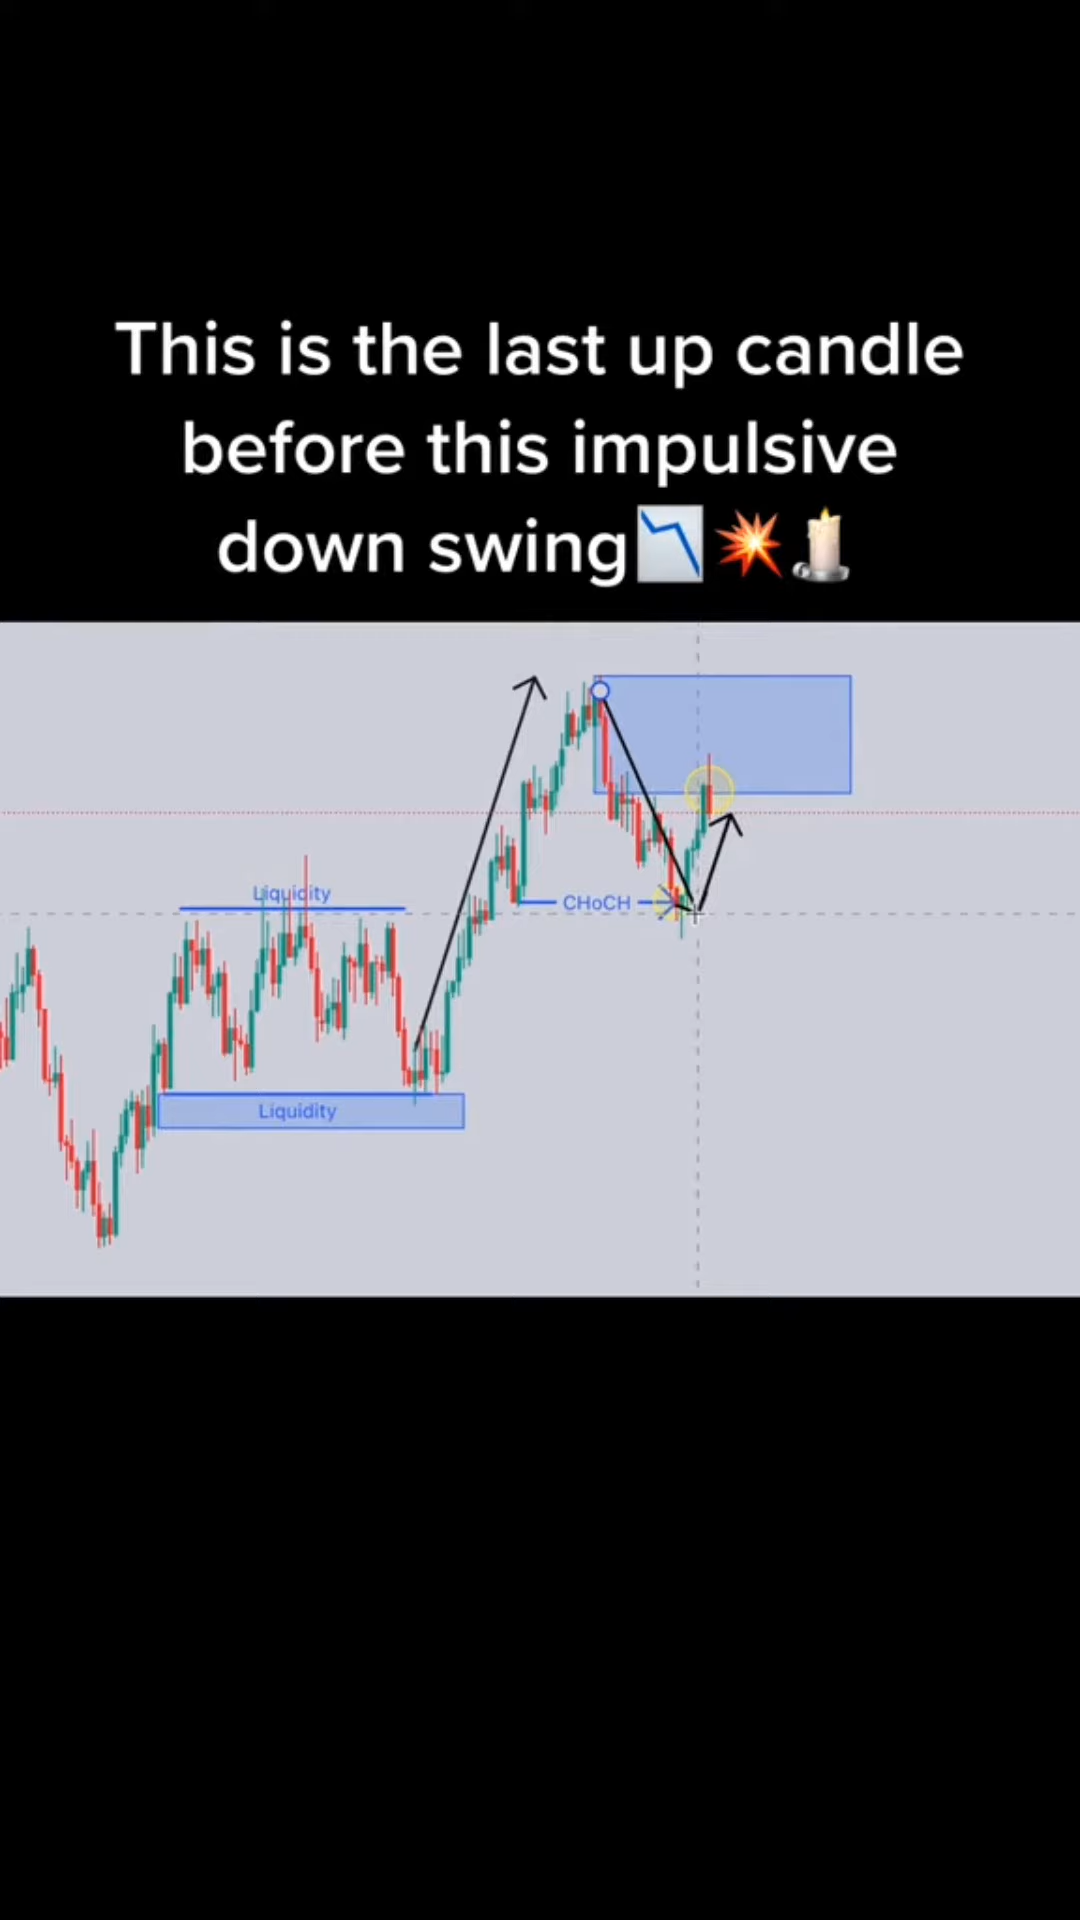 This is the last up candle
before this impulsive
down swing📉💥🕯️
Liquidity
CHoCH
Liquidity